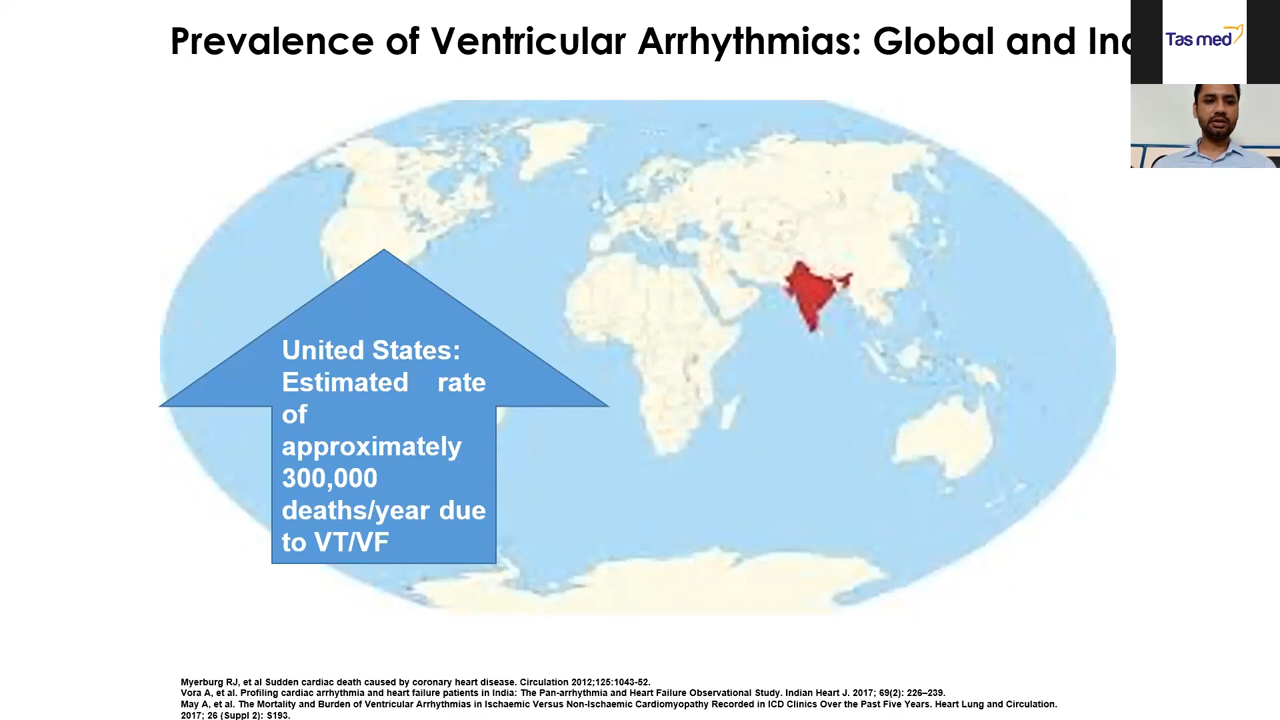 Prevalence of Ventricular Arrhythmias: Global and
Tas med
United States:
Estimated rate
of
approximately
300,000
deaths/year due
to VT/VF
Myerburg RJ, et al Sudden cardiac death caused by coronary heart disease. Circulation 2012;125:1043-52.
Vora A, et al. Profiling cardiac arrhythmia and heart failure patients in India: The Pan-arrhythmia and Heart Failure Observational Study. Indian Heart J. 2017; 69(2): 226–239.
May A, et al. The Mortality and Burden of Ventricular Arrhythmias in Ischaemic Versus Non-Ischaemic Cardiomyopathy Recorded in ICD Clinics Over the Past Five Years. Heart Lung and Circulation.
2017; 26 (Suppl 2): S193.